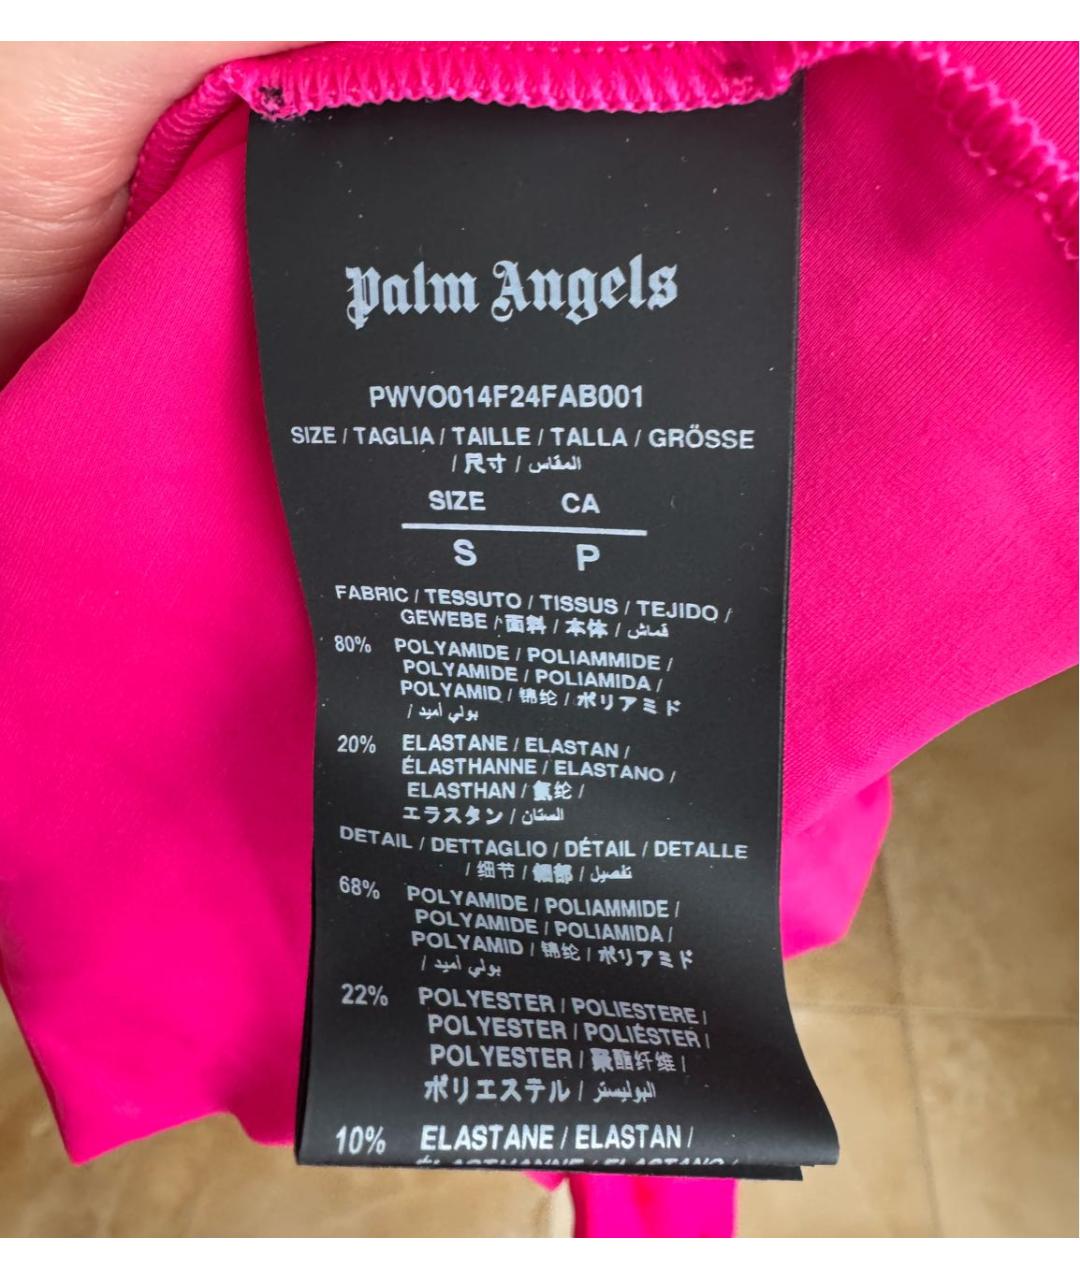 Palm Angels
PWVO014F24FAB001
SIZE / TAGLIA / TAILLE / TALLA / GRÖSSE
/ 尺寸 / المقاس
SIZE CA
S P
FABRIC / TESSUTO / TISSUS / TEJIDO /
GEWEBE / 面料 / 本体 / قماش
80% POLYAMIDE / POLIAMMIDE /
POLYAMIDE / POLIAMIDA /
POLYAMID / 锦纶 / ポリアミド
/ بولي اميد
20% ELASTANE / ELASTAN /
ÉLASTHANNE / ELASTANO /
ELASTHAN / 氨纶 /
エラスタン / الستان
DETAIL / DETTAGLIO / DÉTAIL / DETALLE
/ 细节 / 細部 / تفصيل
68% POLYAMIDE / POLIAMMIDE /
POLYAMIDE / POLIAMIDA /
POLYAMID / 锦纶 / ポリアミド
/ بولي اميد
22% POLYESTER / POLIESTERE /
POLYESTER / POLIÉSTER /
POLYESTER / 聚酯纤维 /
ポリエステル / البوليستر
10% ELASTANE / ELASTAN /